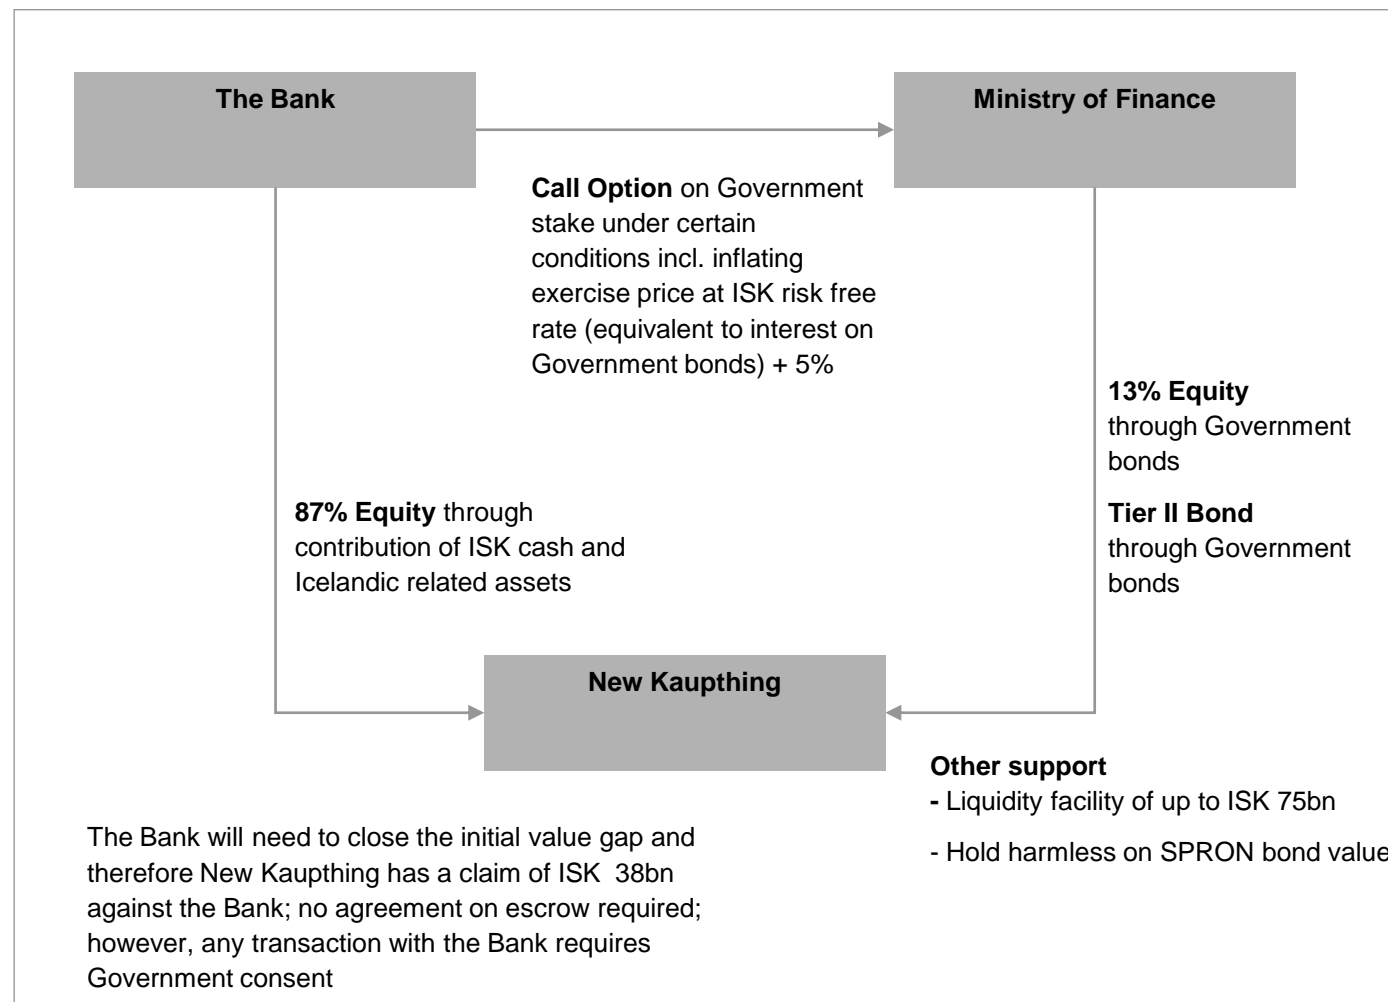 The Bank
Ministry of Finance
Call Option on Government
stake under certain
conditions incl. inflating
exercise price at ISK risk free
rate (equivalent to interest on
Government bonds) + 5%
13% Equity
through Government
bonds
87% Equity through
contribution of ISK cash and
Icelandic related assets
Tier II Bond
through Government
bonds
New Kaupthing
Other support
- Liquidity facility of up to ISK 75bn
- Hold harmless on SPRON bond value
The Bank will need to close the initial value gap and
therefore New Kaupthing has a claim of ISK 38bn
against the Bank; no agreement on escrow required;
however, any transaction with the Bank requires
Government consent